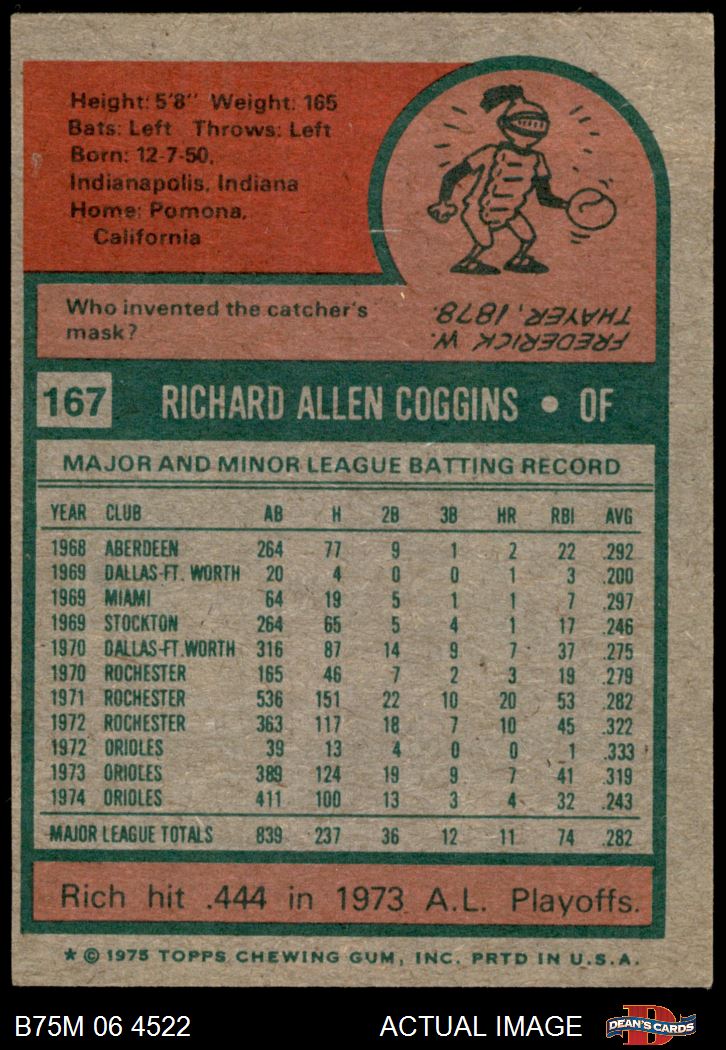 Height: 5'8" Weight: 165
Bats: Left Throws: Left
Born: 12-7-50,
Indianapolis, Indiana
Home: Pomona,
California
Who invented the catcher's
mask?
FREDERICK W.
THAYER, 1878.
167 RICHARD ALLEN COGGINS • OF
MAJOR AND MINOR LEAGUE BATTING RECORD
YEAR CLUB AB H 2B 3B HR RBI AVG
1968 ABERDEEN 264 77 9 1 2 22 .292
1969 DALLAS-FT. WORTH 20 4 0 0 1 3 .200
1969 MIAMI 64 19 5 1 1 7 .297
1969 STOCKTON 264 65 5 4 1 17 .246
1970 DALLAS-FT.WORTH 316 87 14 9 7 37 .275
1970 ROCHESTER 165 46 7 2 3 19 .279
1971 ROCHESTER 536 151 22 10 20 53 .282
1972 ROCHESTER 363 117 18 7 10 45 .322
1972 ORIOLES 39 13 4 0 0 1 .333
1973 ORIOLES 389 124 19 9 7 41 .319
1974 ORIOLES 411 100 13 3 4 32 .243
MAJOR LEAGUE TOTALS 839 237 36 12 11 74 .282
Rich hit .444 in 1973 A.L. Playoffs.
* © 1975 TOPPS CHEWING GUM, INC. PRTD IN U.S.A.
B75M 06 4522 ACTUAL IMAGE D DEAN'S CARDS